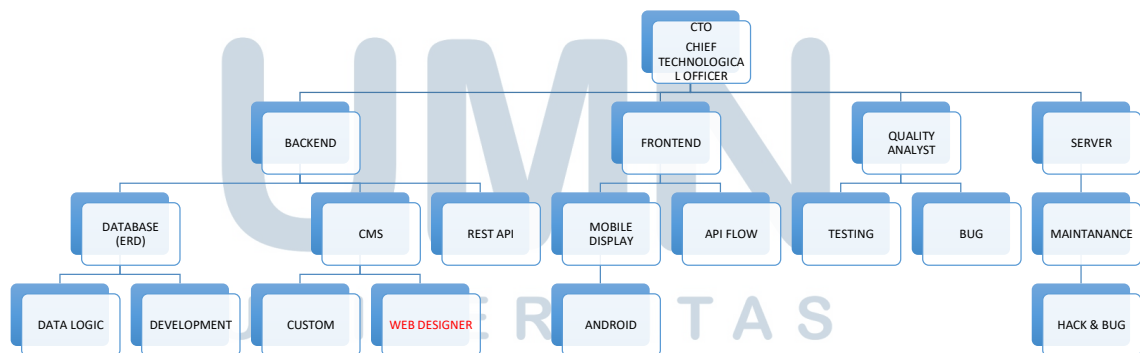 CTO
CHIEF
TECHNOLOGICA
L OFFICER
BACKEND
FRONTEND
QUALITY
ANALYST
SERVER
DATABASE
(ERD)
CMS
REST API
MOBILE
DISPLAY
API FLOW
TESTING
BUG
MAINTANANCE
DATA LOGIC
DEVELOPMENT
CUSTOM
WEB DESIGNER
ANDROID
HACK & BUG
UMN